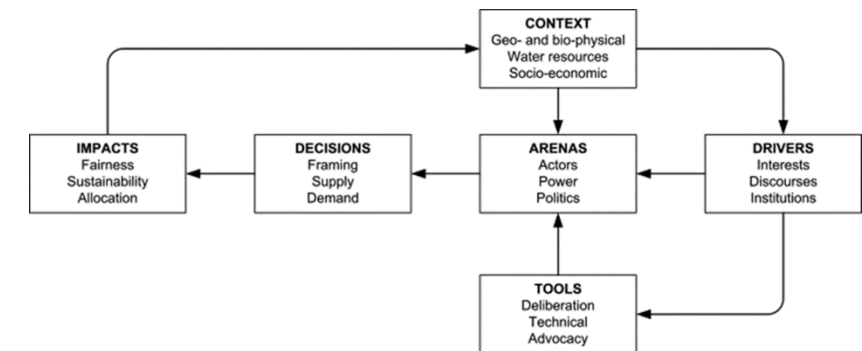 CONTEXT
Geo- and bio-physical
Water resources
Socio-economic
IMPACTS
Fairness
Sustainability
Allocation
DECISIONS
Framing
Supply
Demand
ARENAS
Actors
Power
Politics
DRIVERS
Interests
Discourses
Institutions
TOOLS
Deliberation
Technical
Advocacy